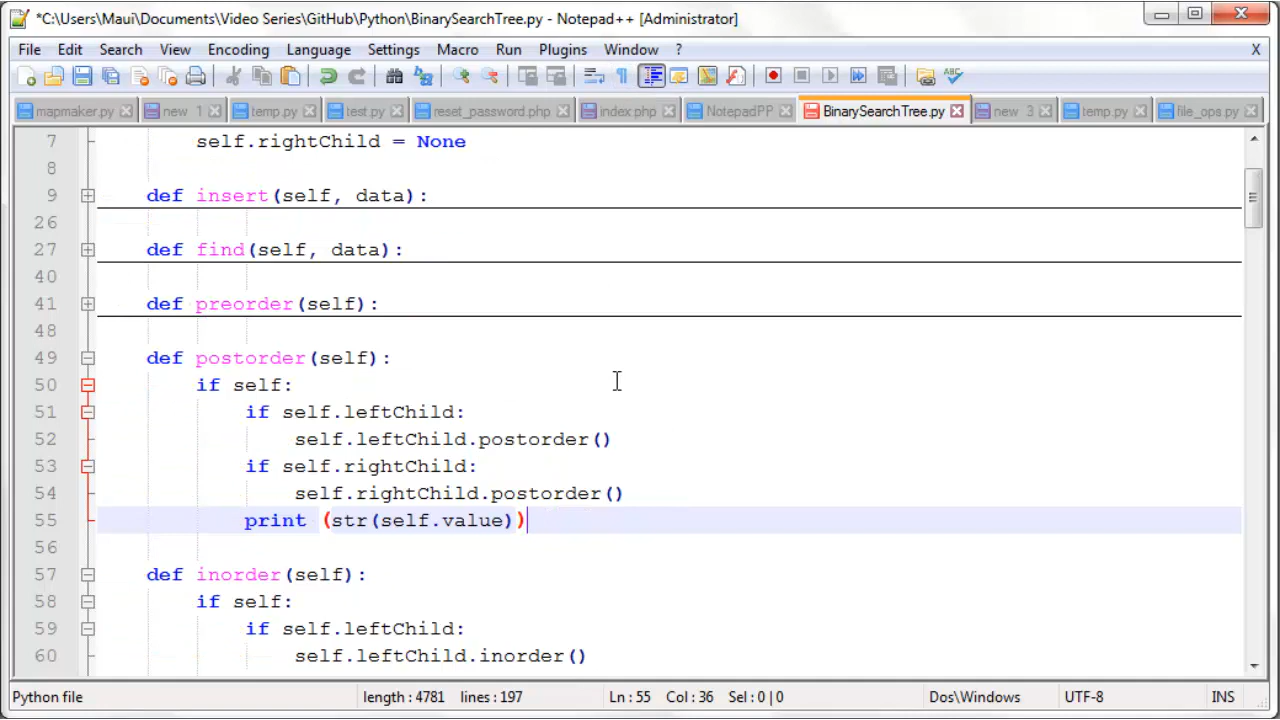 *C:\Users\Maui\Documents\Video Series\GitHub\Python\BinarySearchTree.py - Notepad++ [Administrator]
File Edit Search View Encoding Language Settings Macro Run Plugins Window ? X
mapmaker.py new 1 temp.py test.py reset_password.php index.php NotepadPP BinarySearchTree.py new 3 temp.py file_ops.py
7 self.rightChild = None
8
9 def insert(self, data):
26
27 def find(self, data):
40
41 def preorder(self):
48
49 def postorder(self):
50 if self:
51 if self.leftChild:
52 self.leftChild.postorder()
53 if self.rightChild:
54 self.rightChild.postorder()
55 print (str(self.value))
56
57 def inorder(self):
58 if self:
59 if self.leftChild:
60 self.leftChild.inorder()
Python file length : 4781 lines : 197 Ln : 55 Col : 36 Sel : 0 | 0 Dos\Windows UTF-8 INS